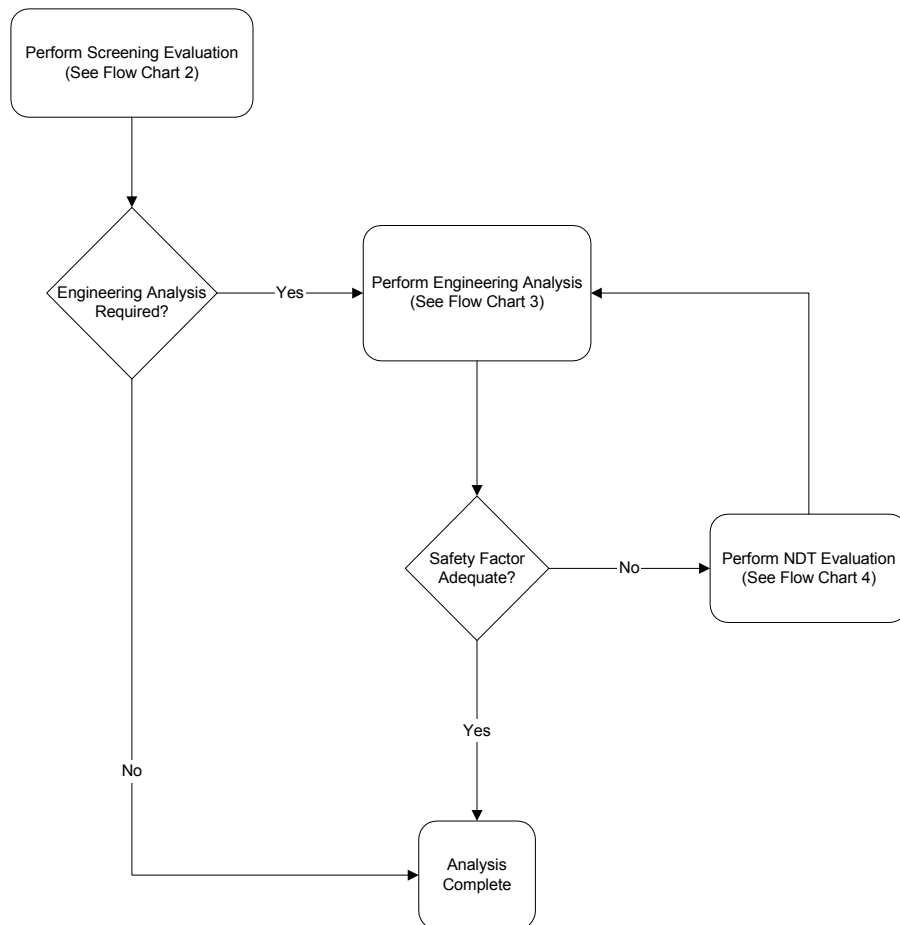 Perform Screening Evaluation
(See Flow Chart 2)
Engineering Analysis
Required?
Yes
Perform Engineering Analysis
(See Flow Chart 3)
Safety Factor
Adequate?
No
Perform NDT Evaluation
(See Flow Chart 4)
Yes
No
Analysis
Complete